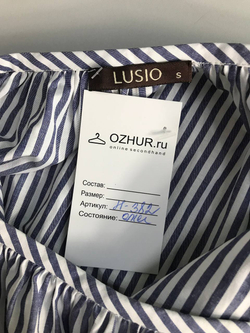 LUSIO S
OZHUR.ru
online secondhand
Состав:
Размер:
Артикул:
Состояние: